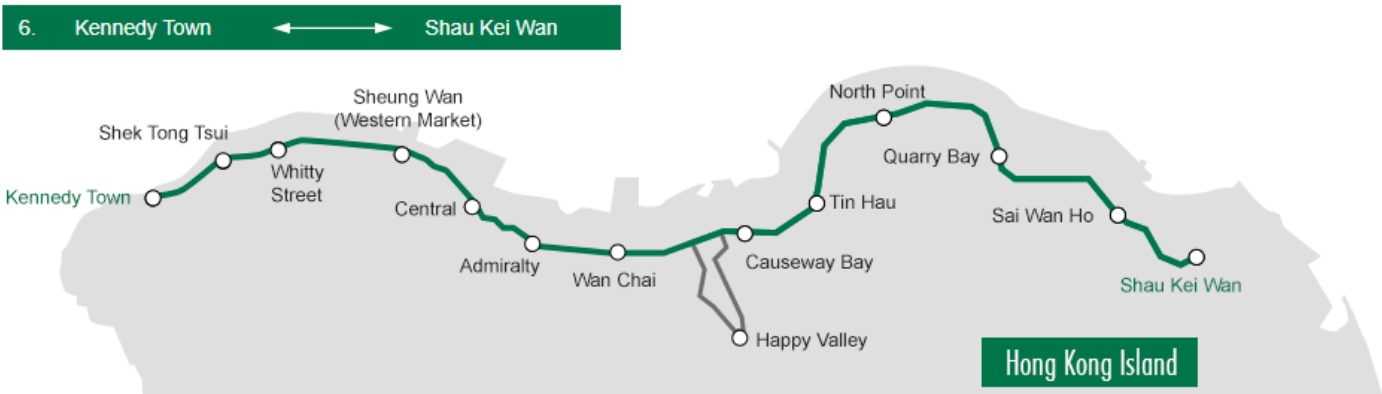 6. Kennedy Town Shau Kei Wan
Sheung Wan
(Western Market)
North Point
Shek Tong Tsui
Quarry Bay
Whitty
Street
Kennedy Town
Central
Tin Hau
Sai Wan Ho
Admiralty
Wan Chai
Causeway Bay
Shau Kei Wan
Happy Valley
Hong Kong Island